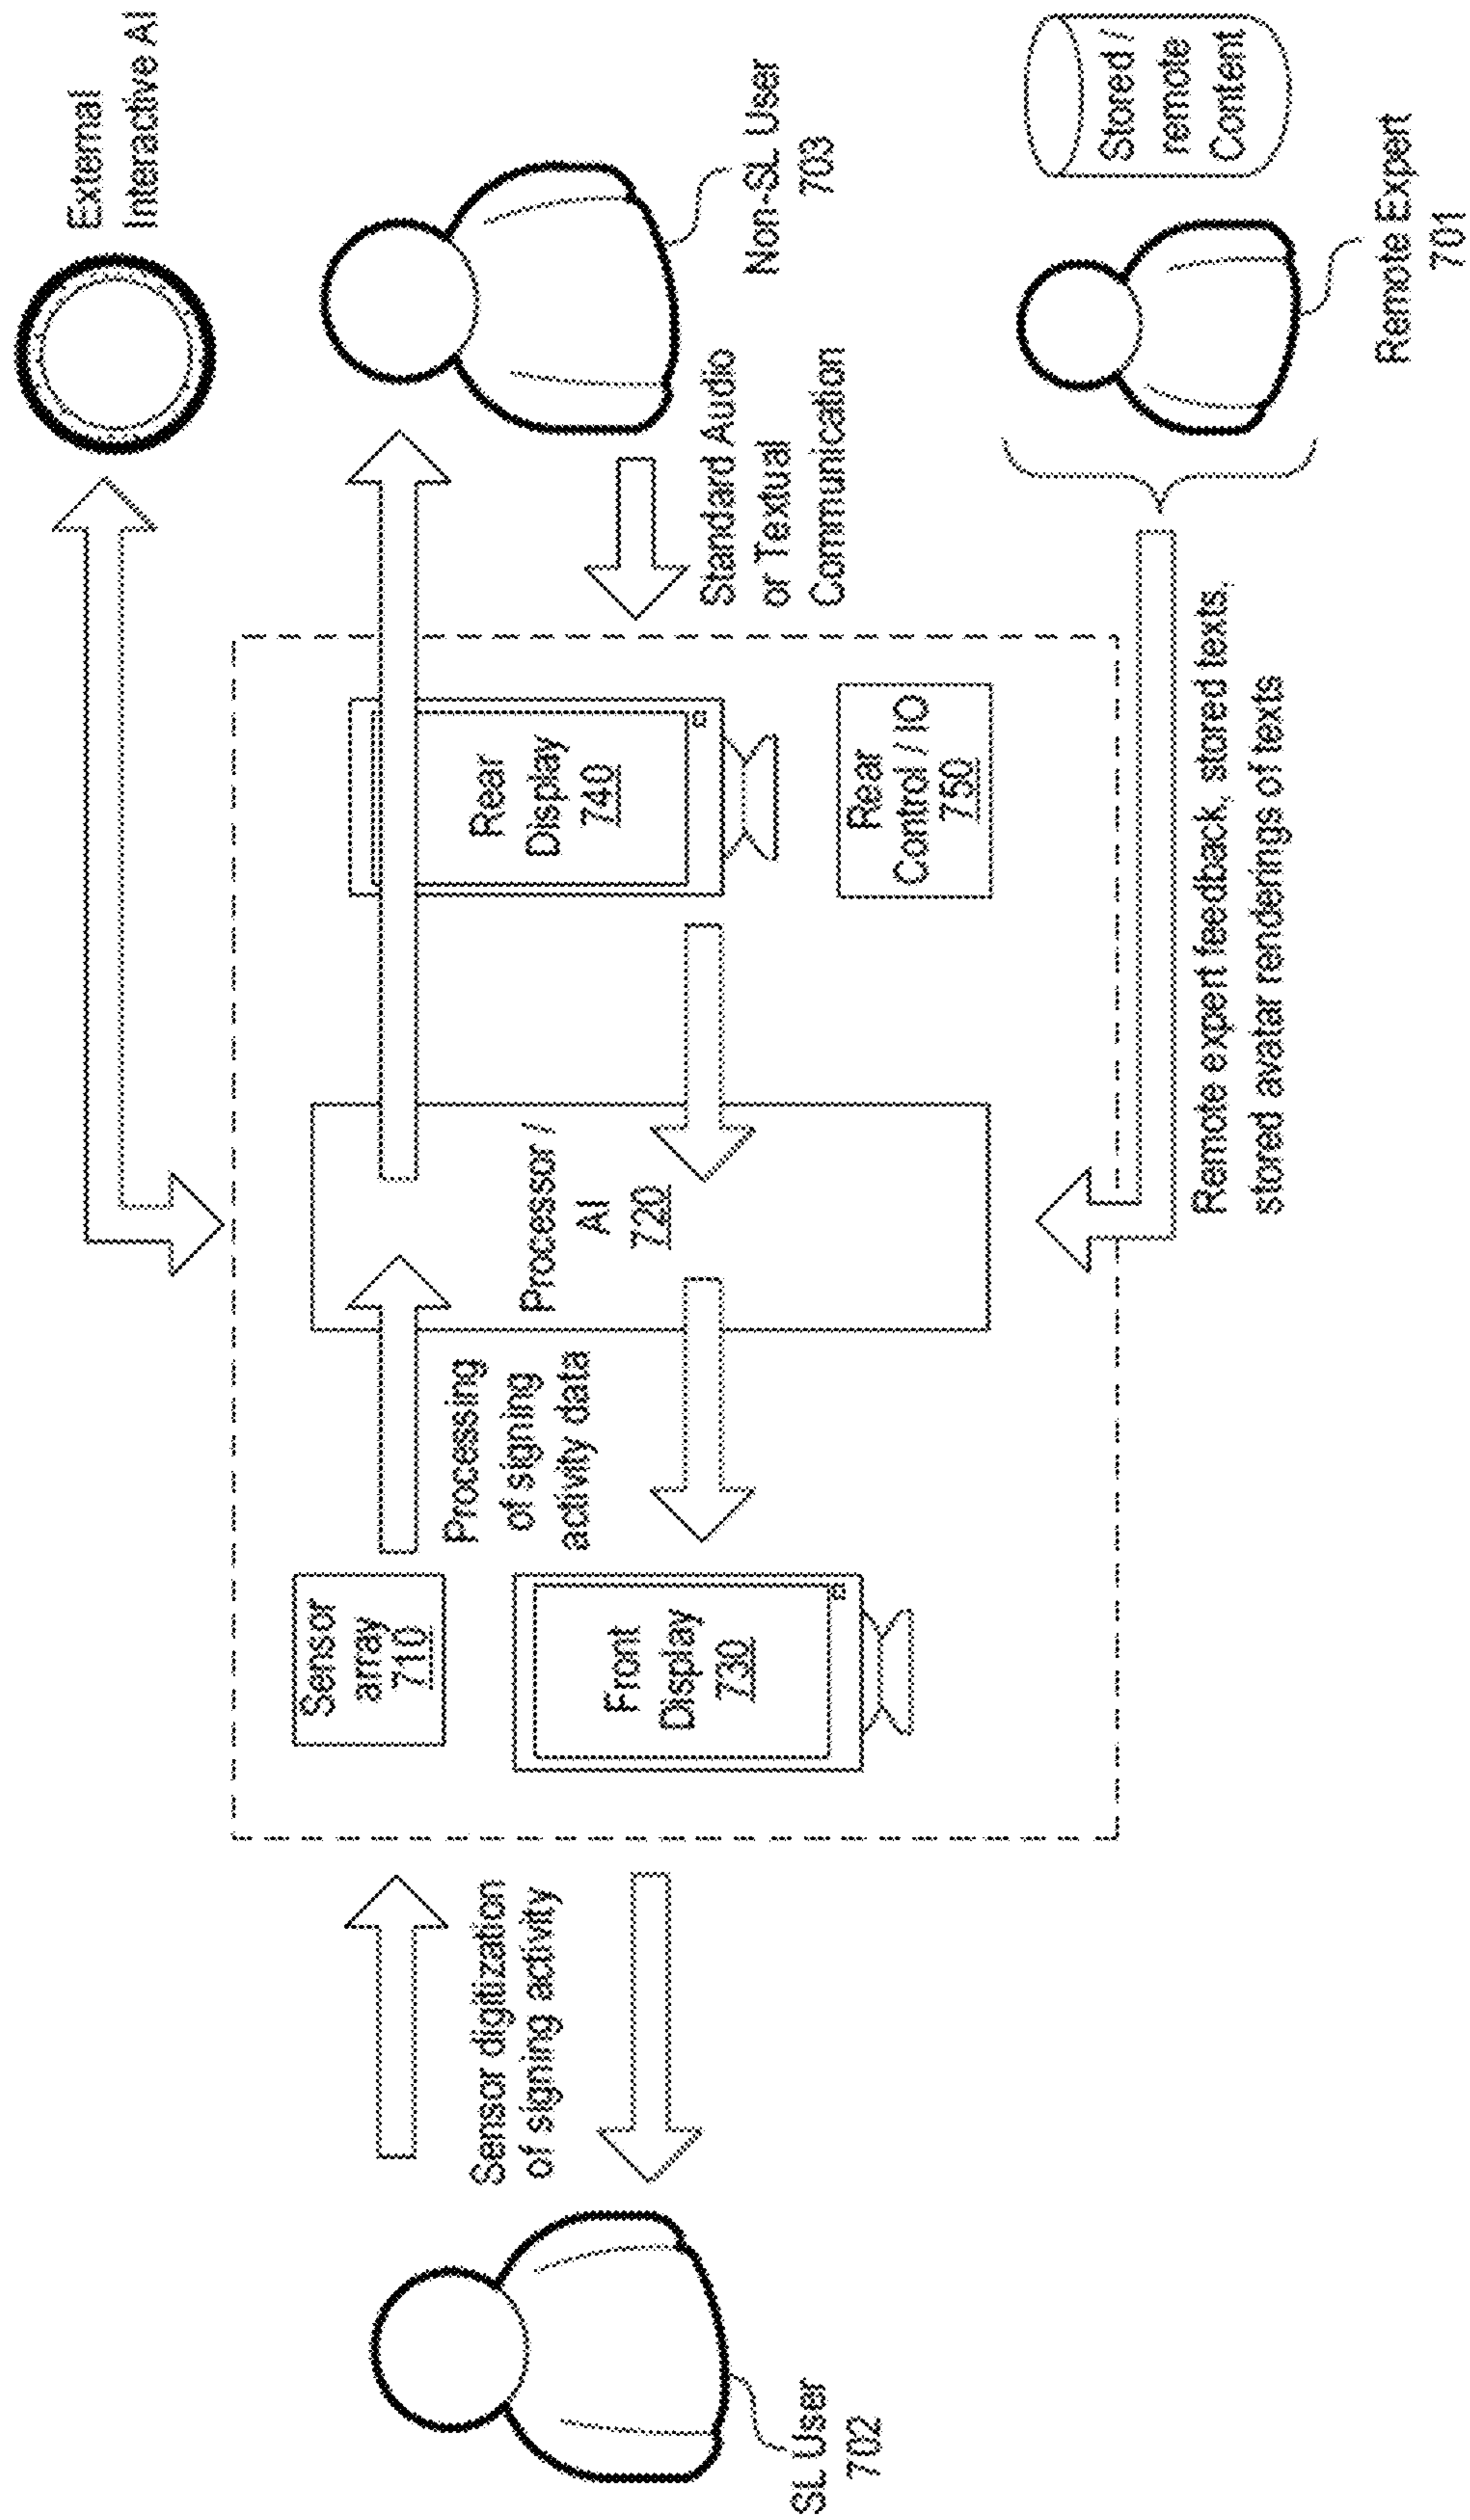 External
Interactive AI
SL User
702
Sensor digitization
of signing activity
Sensor
array
710
Front
Display
730
Processing
of signing
activity data
Processor /
AI
720
Rear
Display
740
Rear
Control / IO
750
Standard Audio
or Textual
Communication
Non-SL User
703
Remote expert feedback, stored texts,
stored avatar renderings of texts
Stored /
remote
Content
Remote Expert
701